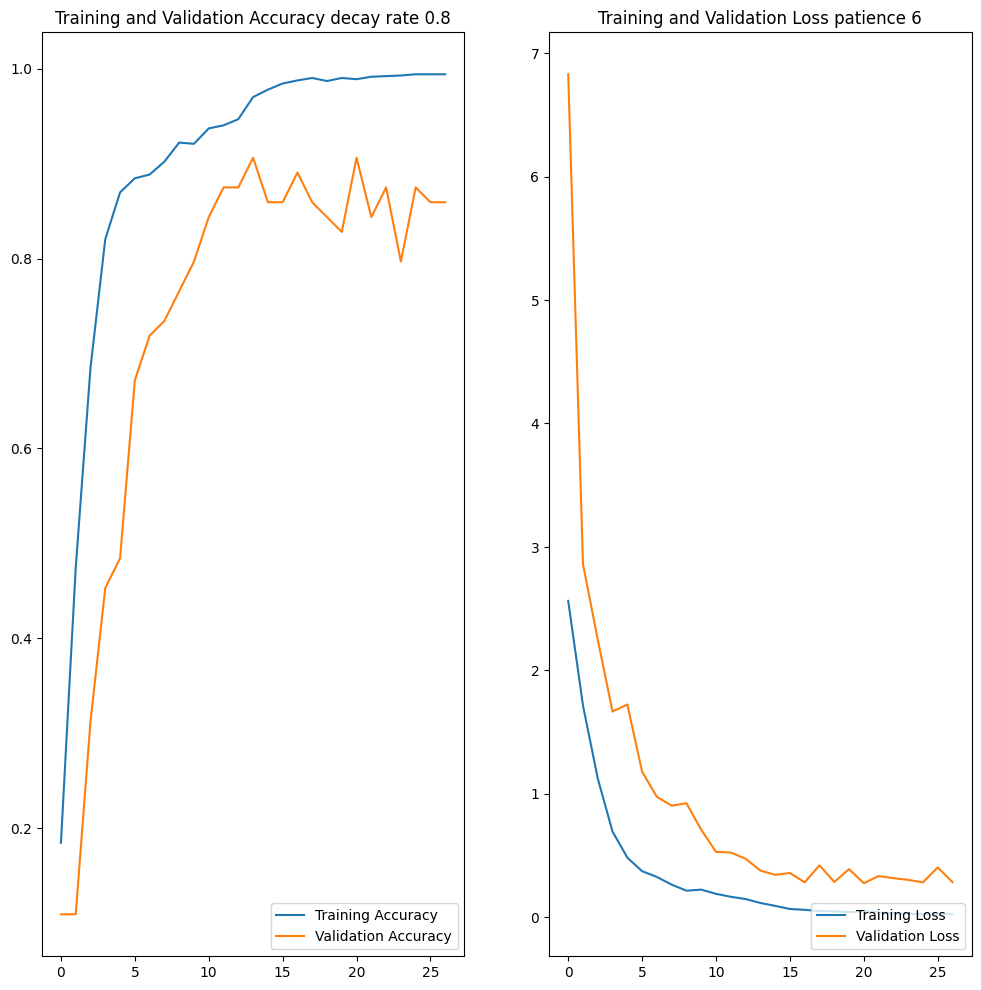 Training and Validation Accuracy decay rate 0.8
1.0
0.8
0.6
0.4
0.2
0 5 10 15 20 25
Training Accuracy
Validation Accuracy
Training and Validation Loss patience 6
7
6
5
4
3
2
1
0
0 5 10 15 20 25
Training Loss
Validation Loss